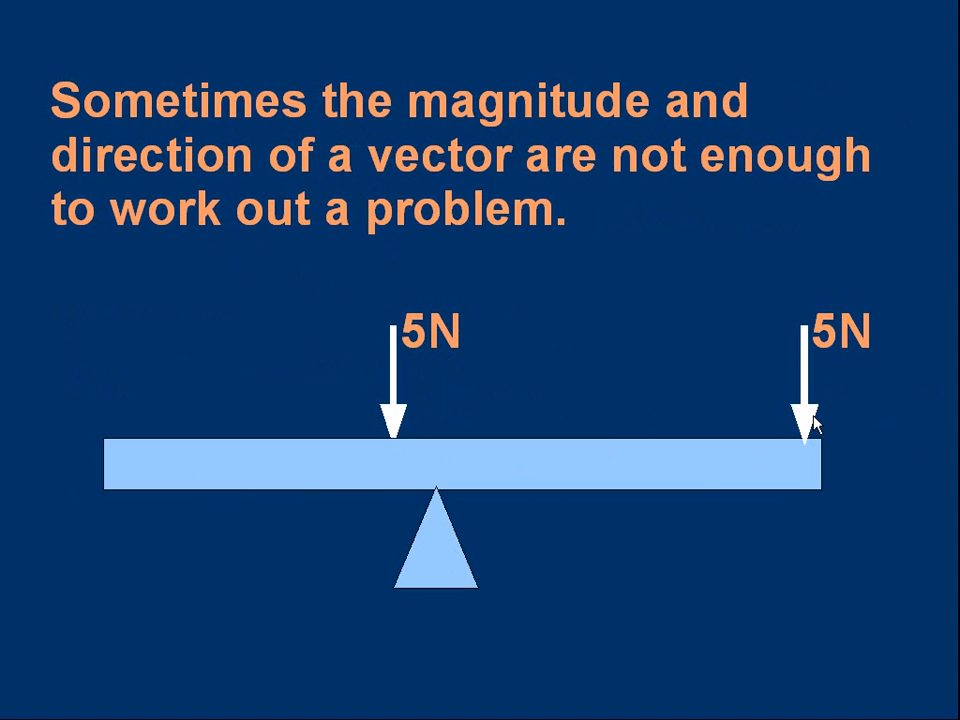 Sometimes the magnitude and
direction of a vector are not enough
to work out a problem.
5N
5N